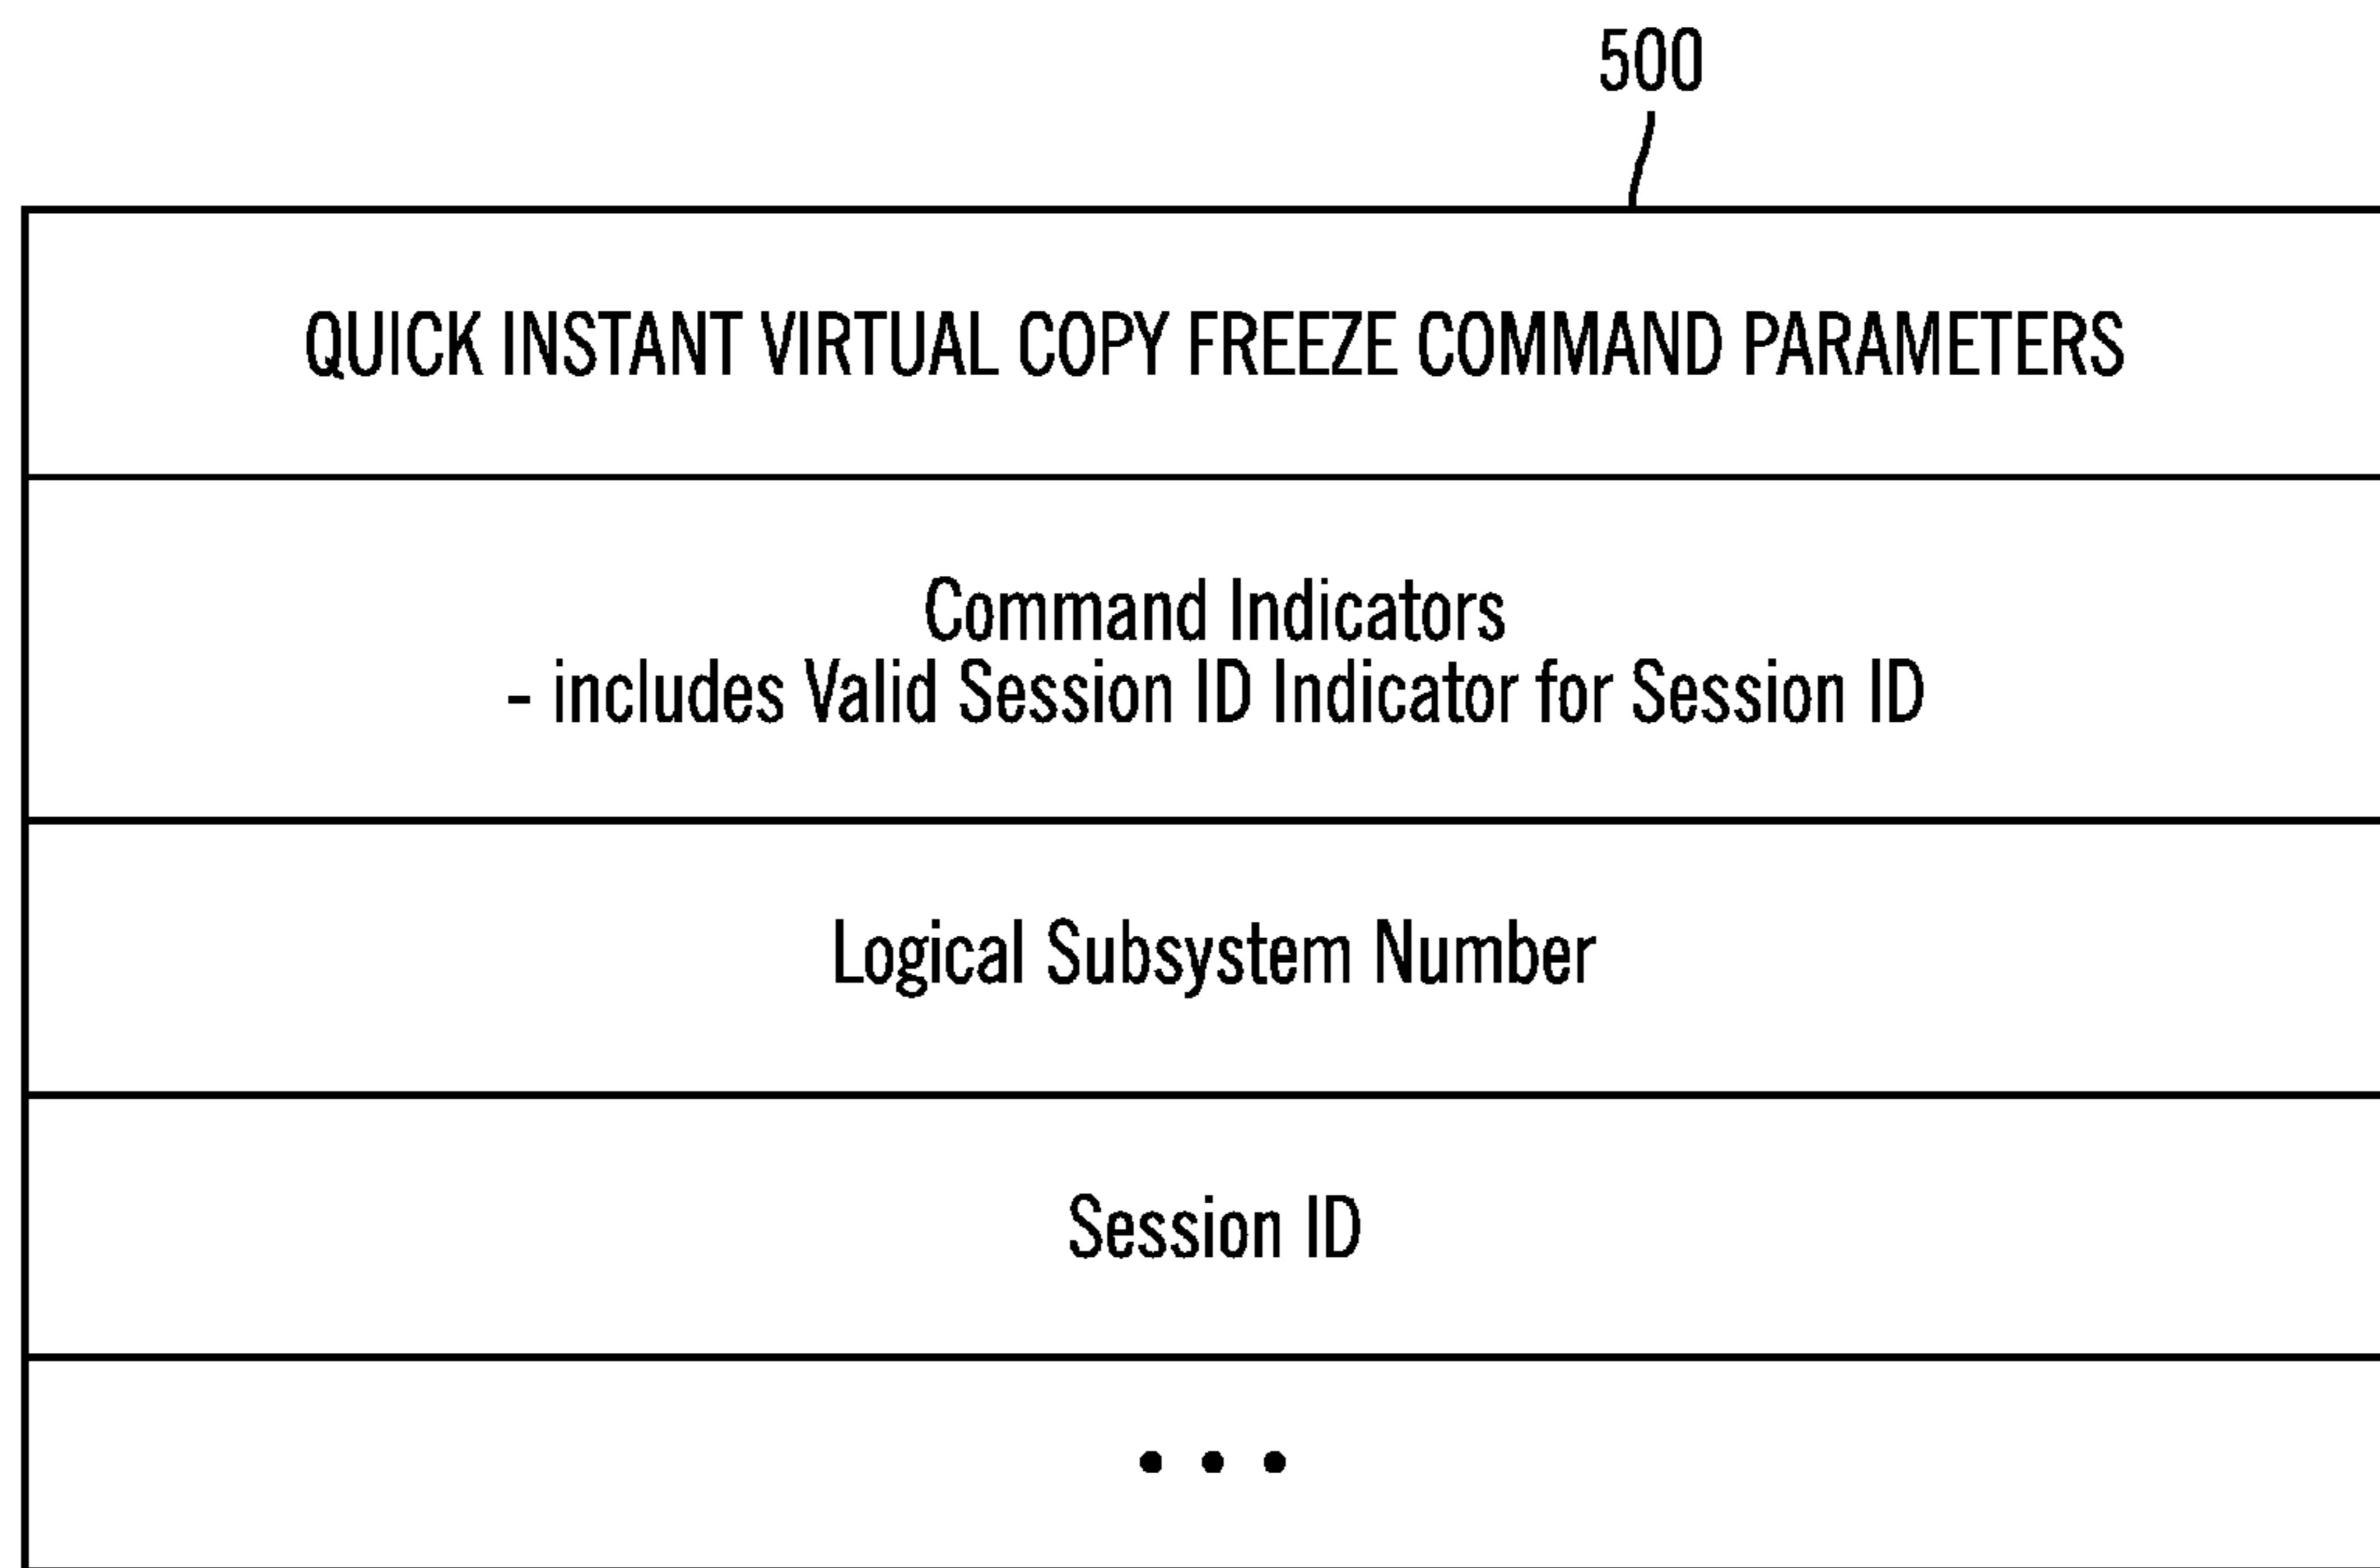 500
QUICK INSTANT VIRTUAL COPY FREEZE COMMAND PARAMETERS
Command Indicators
- includes Valid Session ID Indicator for Session ID
Logical Subsystem Number
Session ID
• • •